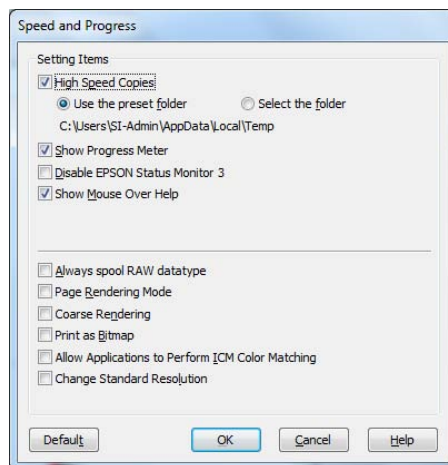 Speed and Progress
Setting Items
High Speed Copies
Use the preset folder Select the folder
C:\Users\SI-Admin\AppData\Local\Temp
Show Progress Meter
Disable EPSON Status Monitor 3
Show Mouse Over Help
Always spool RAW datatype
Page Rendering Mode
Coarse Rendering
Print as Bitmap
Allow Applications to Perform ICM Color Matching
Change Standard Resolution
Default OK Cancel Help